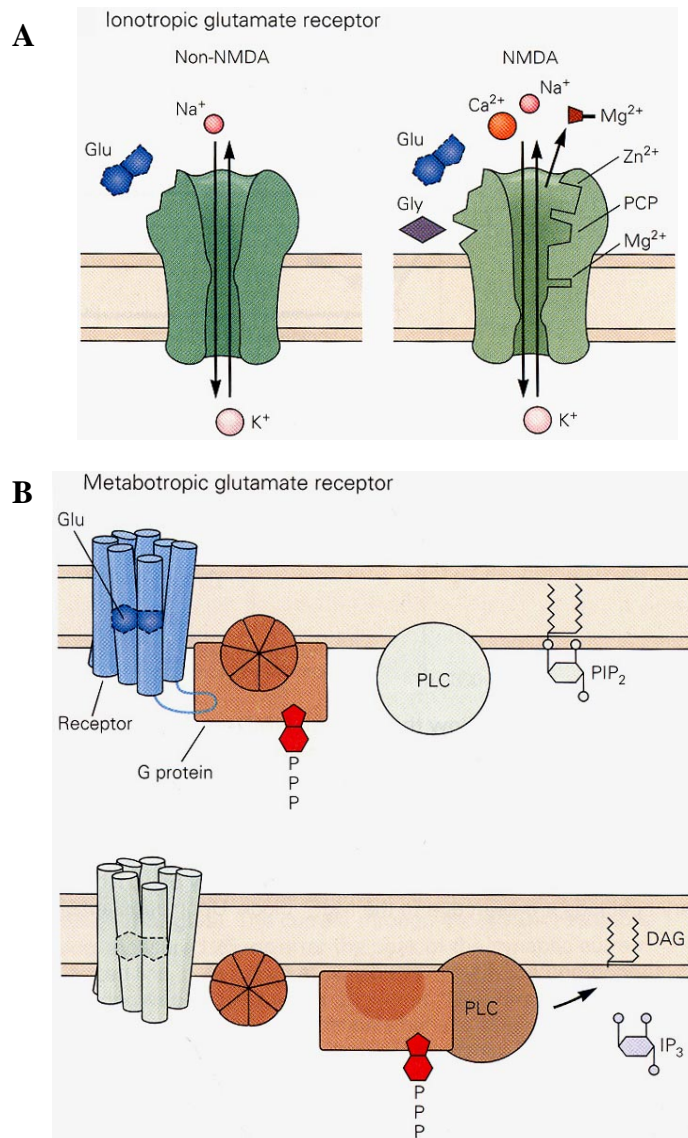 A
Ionotropic glutamate receptor
Non-NMDA
NMDA
Na+
Glu
K+
Ca2+
Na+
Mg2+
Glu
Zn2+
Gly
PCP
Mg2+
K+
B
Metabotropic glutamate receptor
Glu
PLC
PIP2
Receptor
G protein
P
P
P
DAG
PLC
IP3
P
P
P